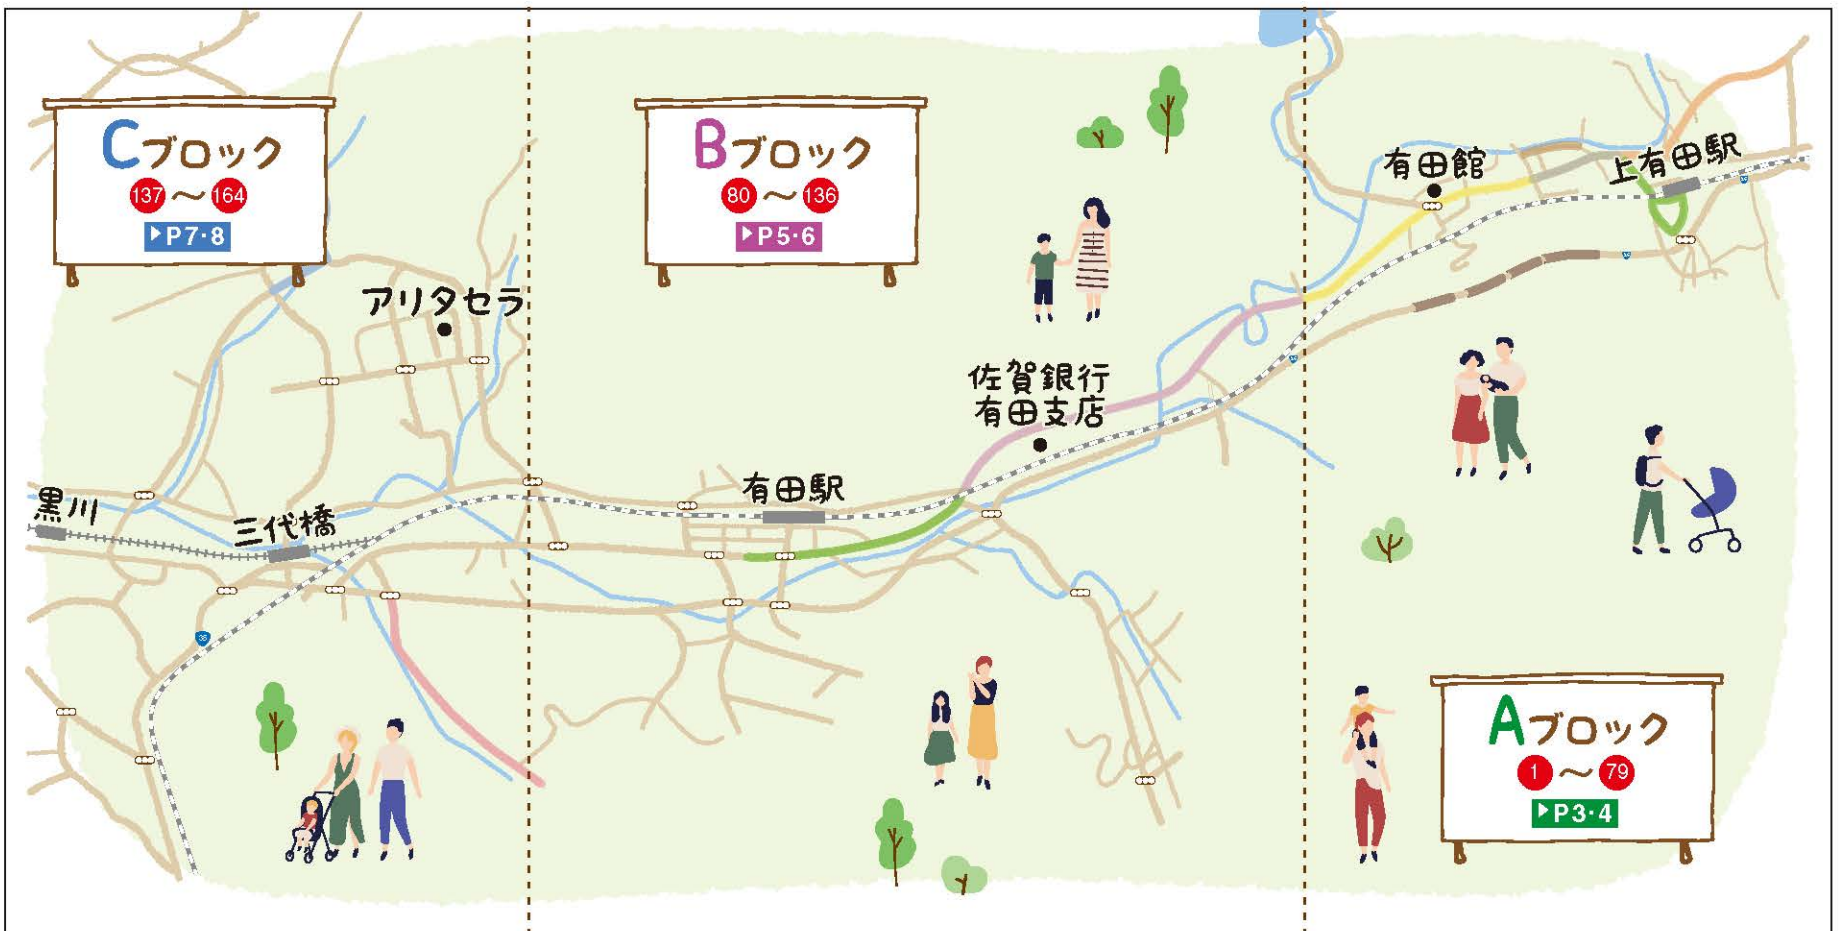 Cブロック
137～164
▶P7・8
Bブロック
80～136
▶P5・6
有田館
上有田駅
アリタセラ
佐賀銀行
有田支店
有田駅
黒川
三代橋
35
Aブロック
1～79
▶P3・4